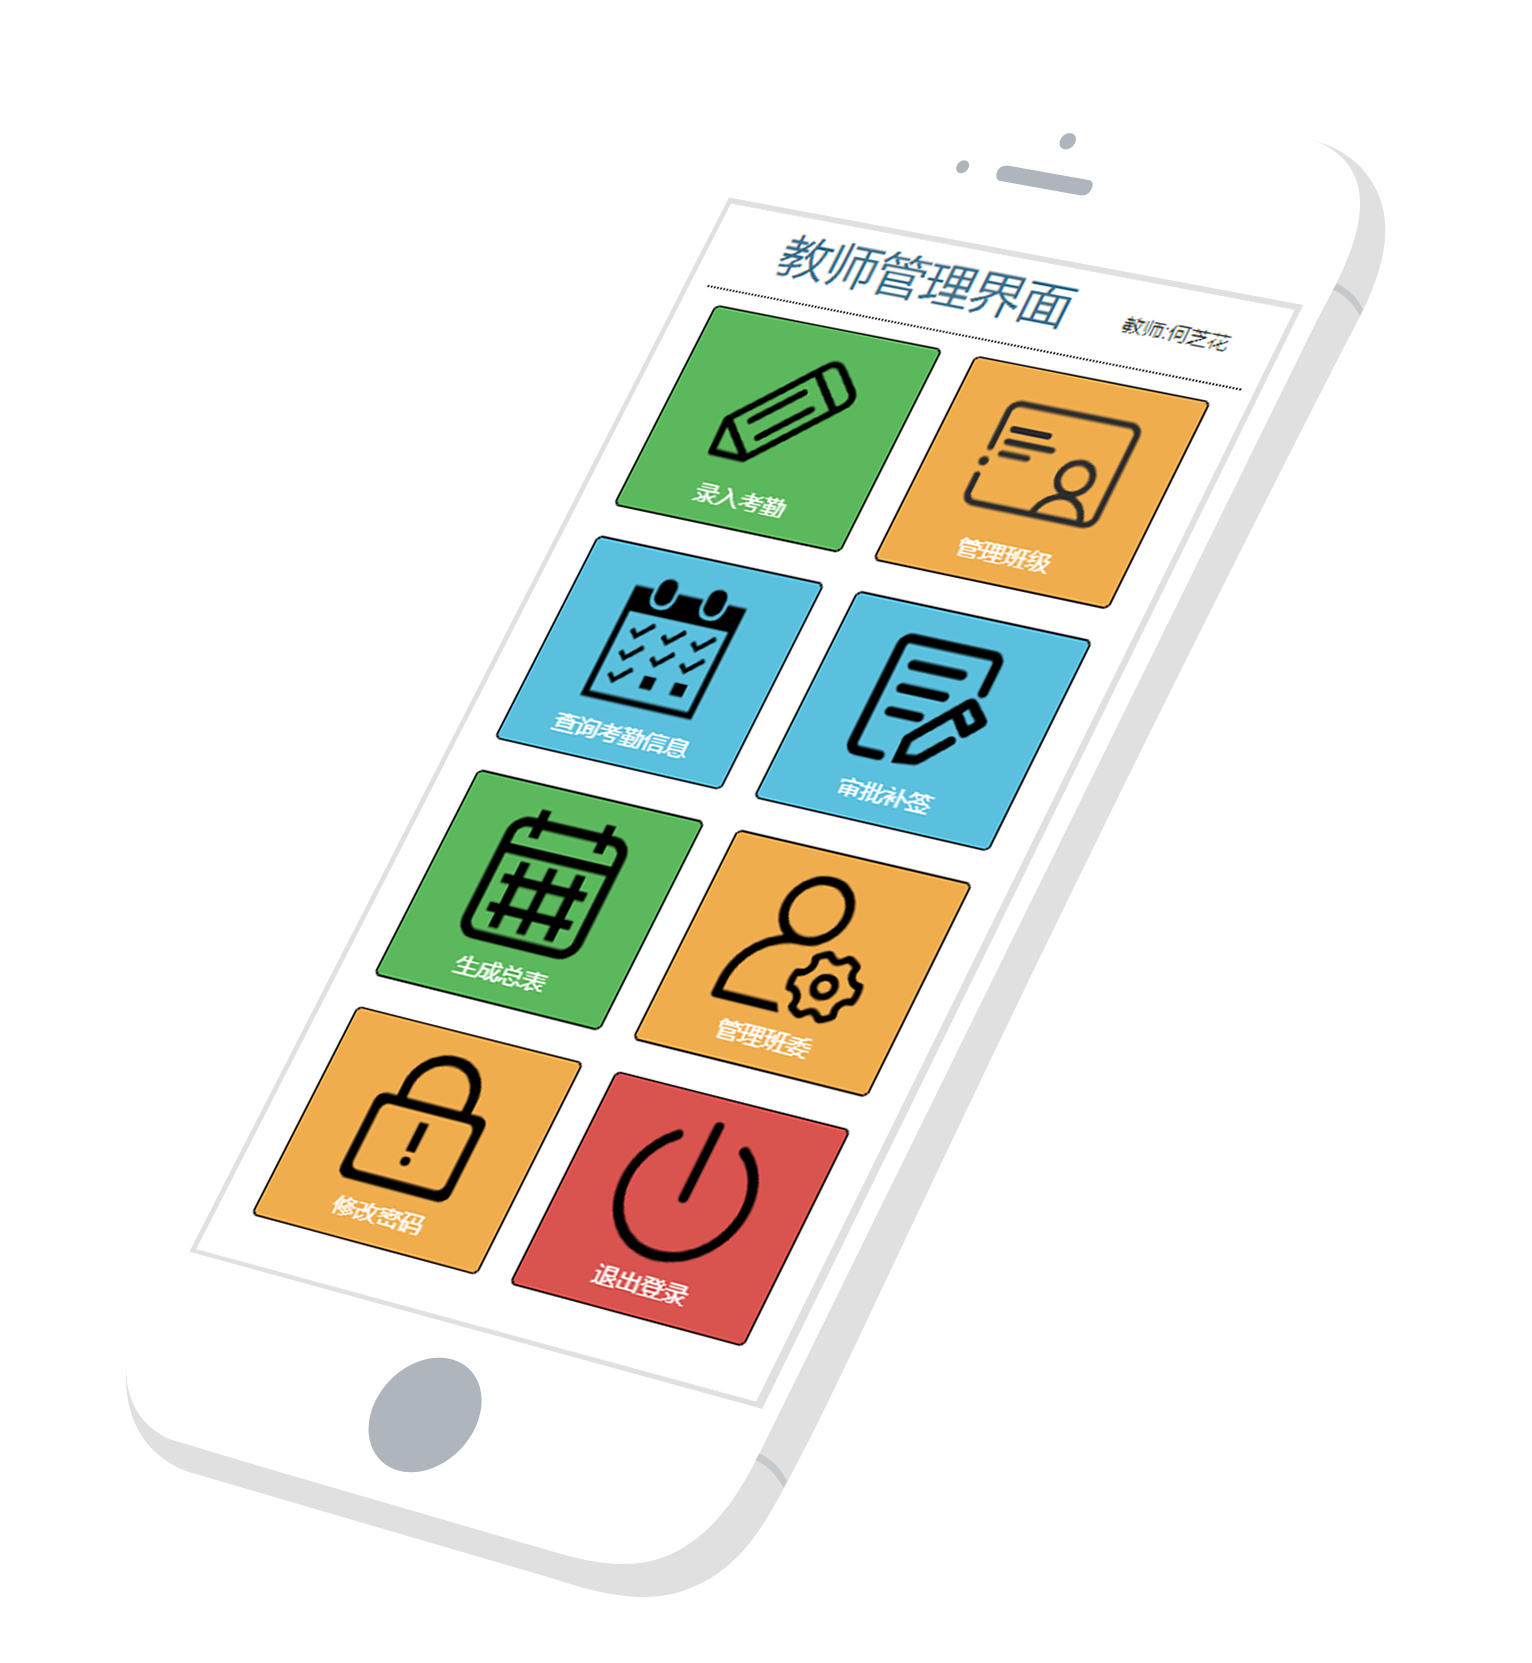 教师管理界面
教师:何芝花
录入考勤
管理班级
查询考勤信息
审批补签
生成总表
管理班委
修改密码
退出登录